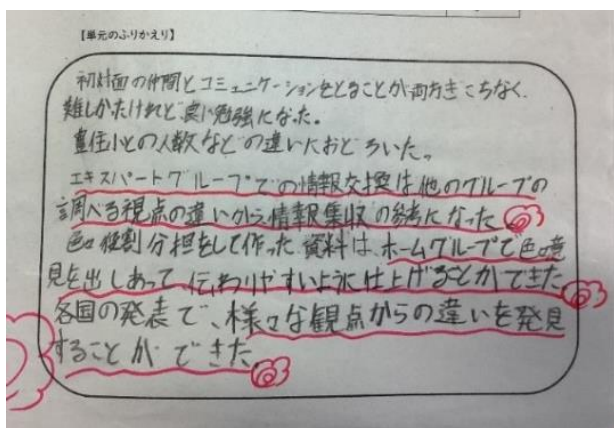 【単元のふりかえり】
初対面の仲間とコミュニケーションをとることが両方ぎこちなく、
難しかたけれど良い勉強になった。
住小との人数などの違いにおどろいた。
エキスパートグループでの情報交換は他のグループの
調べる視点の違いから情報集収の参考になった
色々役割分担をして作った資料は、ホームグループで色々意
見を出しあって伝わりやすいように仕上げることができた
各国の発表で、様々な観点からの違いを発見
することができた